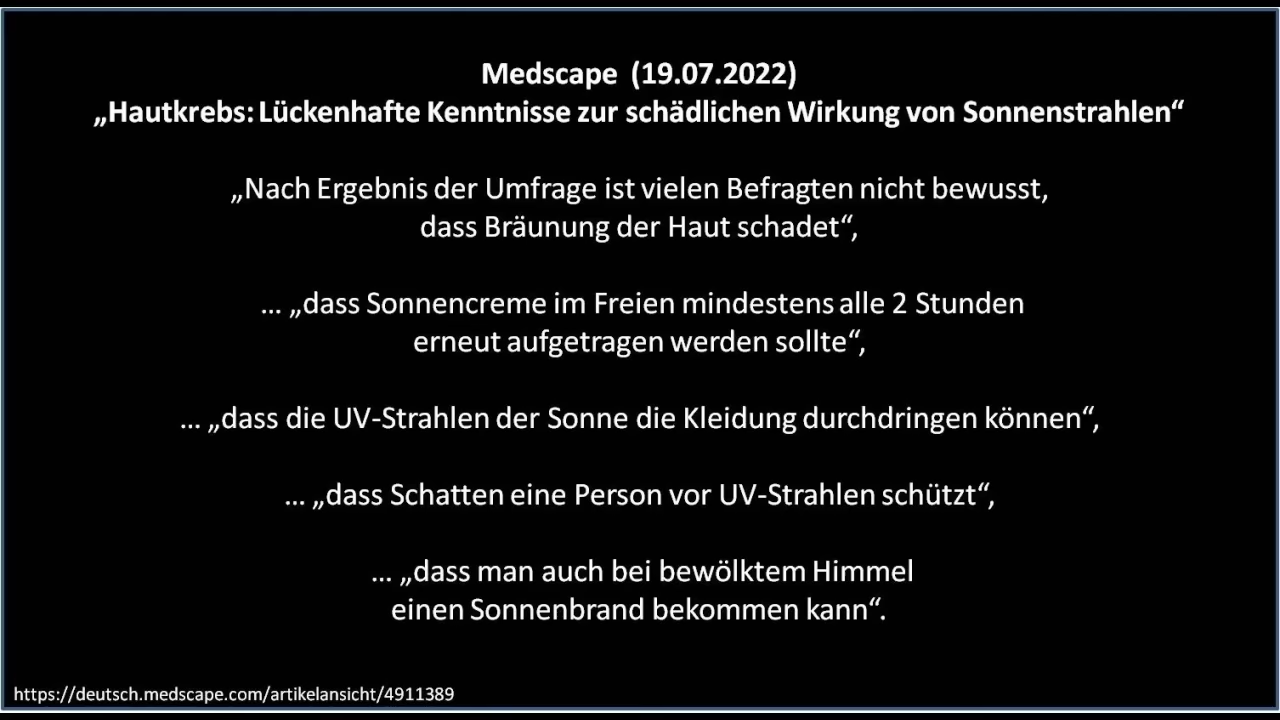 Medscape (19.07.2022)
„Hautkrebs: Lückenhafte Kenntnisse zur schädlichen Wirkung von Sonnenstrahlen“
„Nach Ergebnis der Umfrage ist vielen Befragten nicht bewusst,
dass Bräunung der Haut schadet“,
… „dass Sonnencreme im Freien mindestens alle 2 Stunden
erneut aufgetragen werden sollte“,
… „dass die UV-Strahlen der Sonne die Kleidung durchdringen können“,
… „dass Schatten eine Person vor UV-Strahlen schützt“,
… „dass man auch bei bewölktem Himmel
einen Sonnenbrand bekommen kann“.
https://deutsch.medscape.com/artikelansicht/4911389